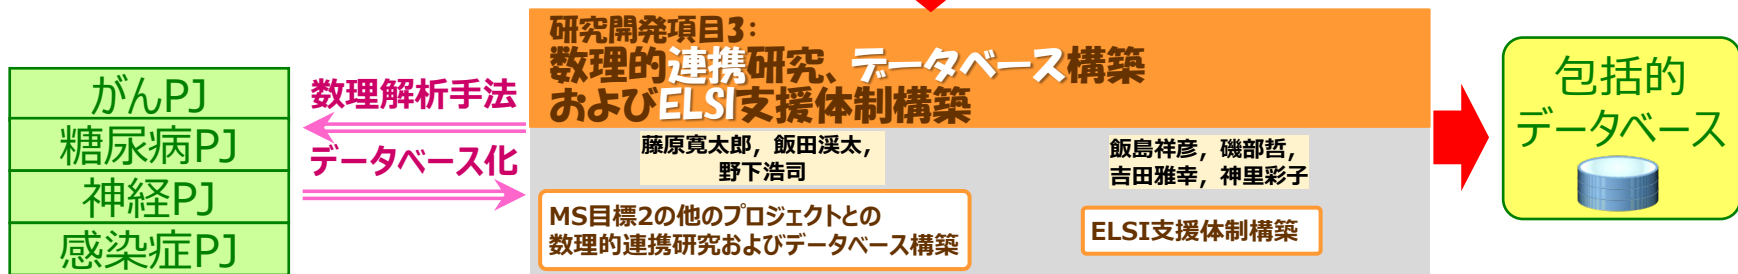 がんPJ
糖尿病PJ
神経PJ
感染症PJ
数理解析手法
データベース化
研究開発項目3:
数理的連携研究、データベース構築
およびELSI支援体制構築
藤原寛太郎, 飯田渓太,
野下浩司
MS目標2の他のプロジェクトとの
数理的連携研究およびデータベース構築
飯島祥彦, 磯部哲,
吉田雅幸, 神里彩子
ELSI支援体制構築
包括的
データベース